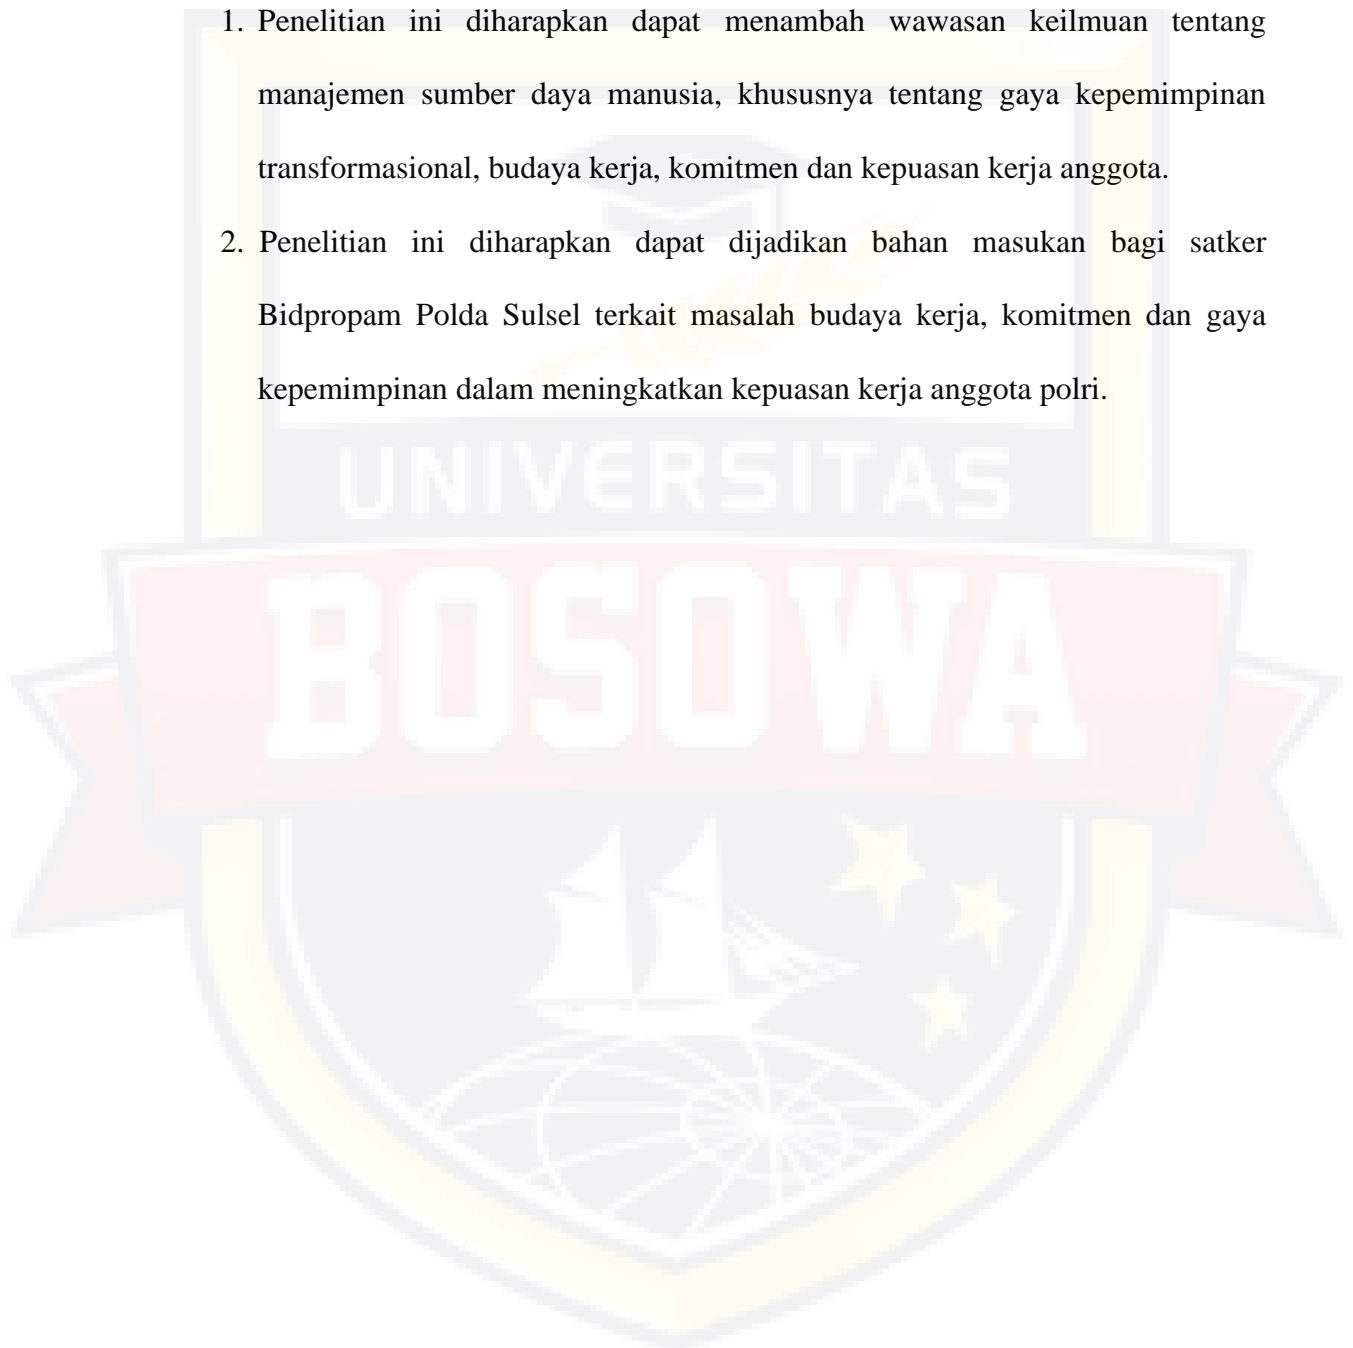 1. Penelitian ini diharapkan dapat menambah wawasan keilmuan tentang
manajemen sumber daya manusia, khususnya tentang gaya kepemimpinan
transformasional, budaya kerja, komitmen dan kepuasan kerja anggota.
2. Penelitian ini diharapkan dapat dijadikan bahan masukan bagi satker
Bidpropam Polda Sulsel terkait masalah budaya kerja, komitmen dan gaya
kepemimpinan dalam meningkatkan kepuasan kerja anggota polri.
UNIVERSITAS
BOSOWA